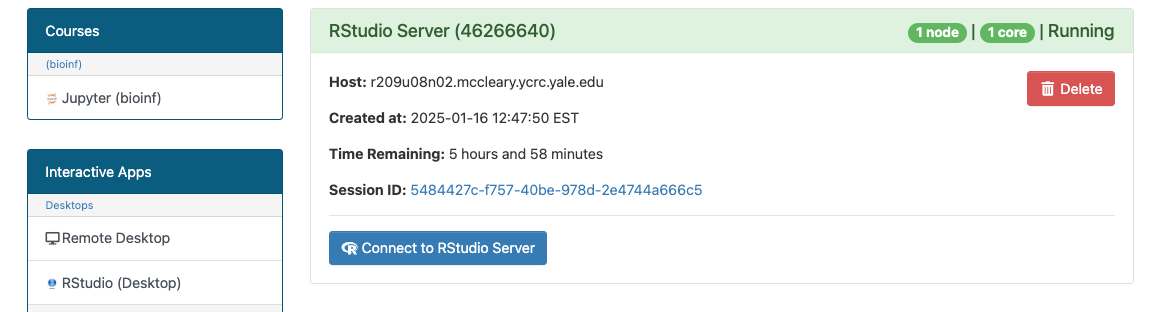 Courses
(bioinf)
Jupyter (bioinf)
Interactive Apps
Desktops
Remote Desktop
RStudio (Desktop)
RStudio Server (46266640) 1 node | 1 core | Running
Host: r209u08n02.mccleary.ycrc.yale.edu
Delete
Created at: 2025-01-16 12:47:50 EST
Time Remaining: 5 hours and 58 minutes
Session ID: 5484427c-f757-40be-978d-2e4744a666c5
Connect to RStudio Server